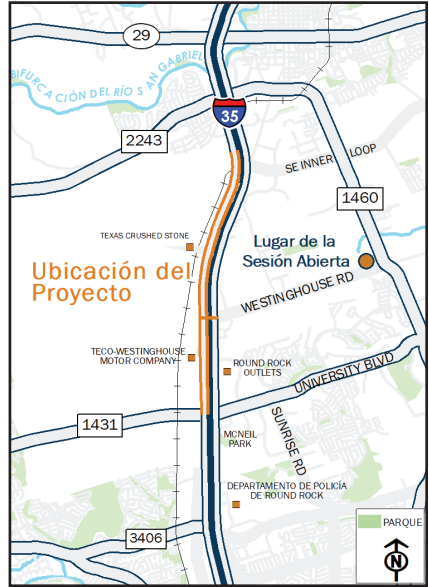 29
BIFURCACIÓN DEL RÍO SAN GABRIEL
35
2243
SE INNER LOOP
1460
TEXAS CRUSHED STONE
Lugar de la
Sesión Abierta
Ubicación del
Proyecto
WESTINGHOUSE RD
TECO-WESTINGHOUSE
MOTOR COMPANY
ROUND ROCK
OUTLETS
UNIVERSITY BLVD
1431
MCNEIL
PARK
SUNRISE RD
DEPARTAMENTO DE POLICÍA
DE ROUND ROCK
3406
PARQUE
N